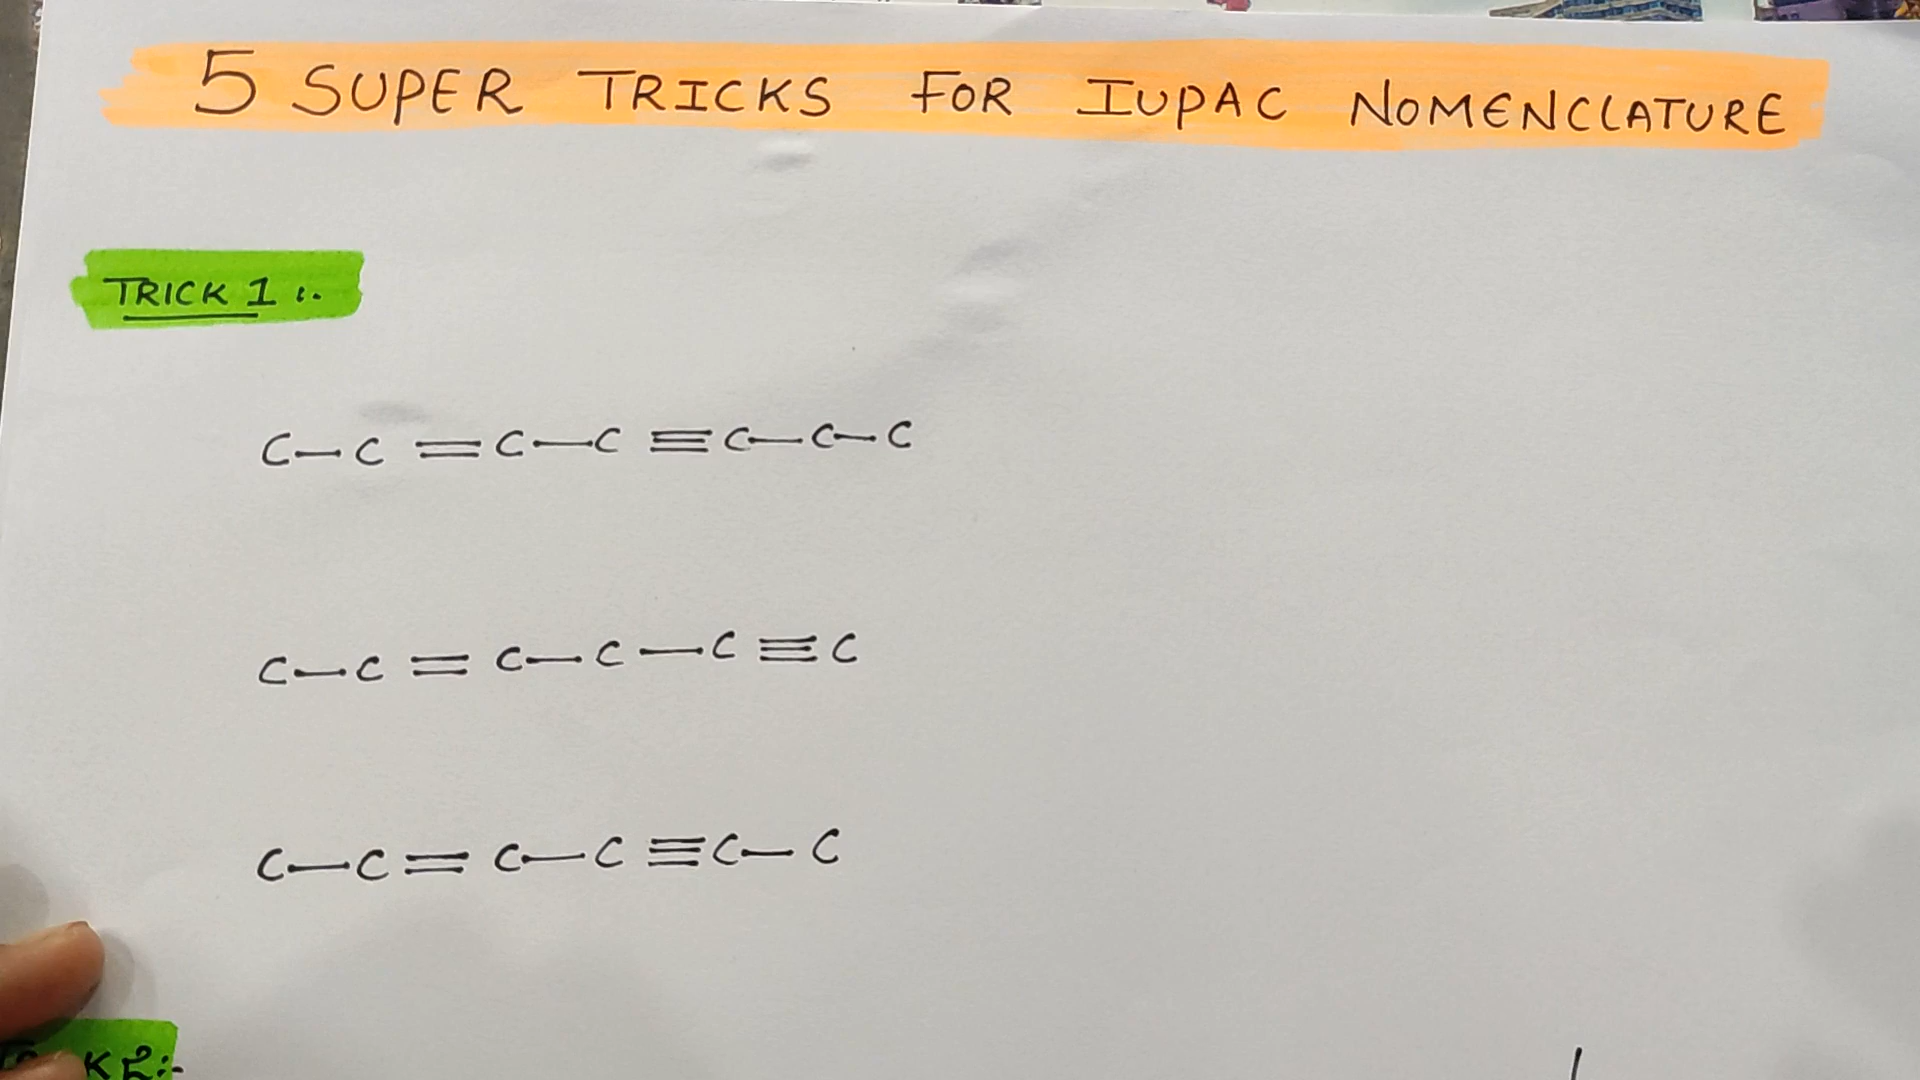 5 SUPER TRICKS FOR IUPAC NOMENCLATURE
TRICK 1 :-
C-C=C-C≡C-C-C
C-C=C-C-C≡C
C-C=C-C≡C-C